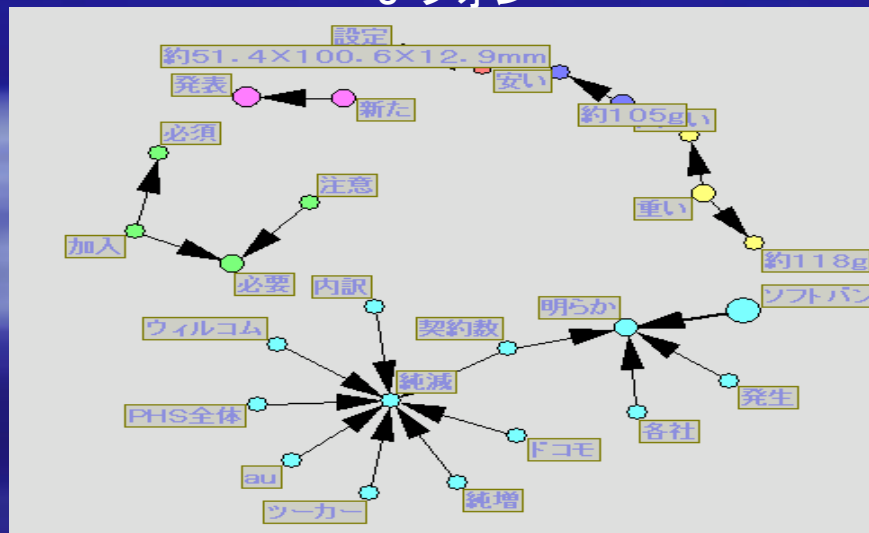 設定
約51.4×100.6×12.9mm
安い
発表
新た
約105g
い
必須
注意
重い
加入
約118g
必要
内訳
明らか
ソフトバン
ウィルコム
契約数
純減
発生
PHS全体
各社
ドコモ
au
純増
ツーカー